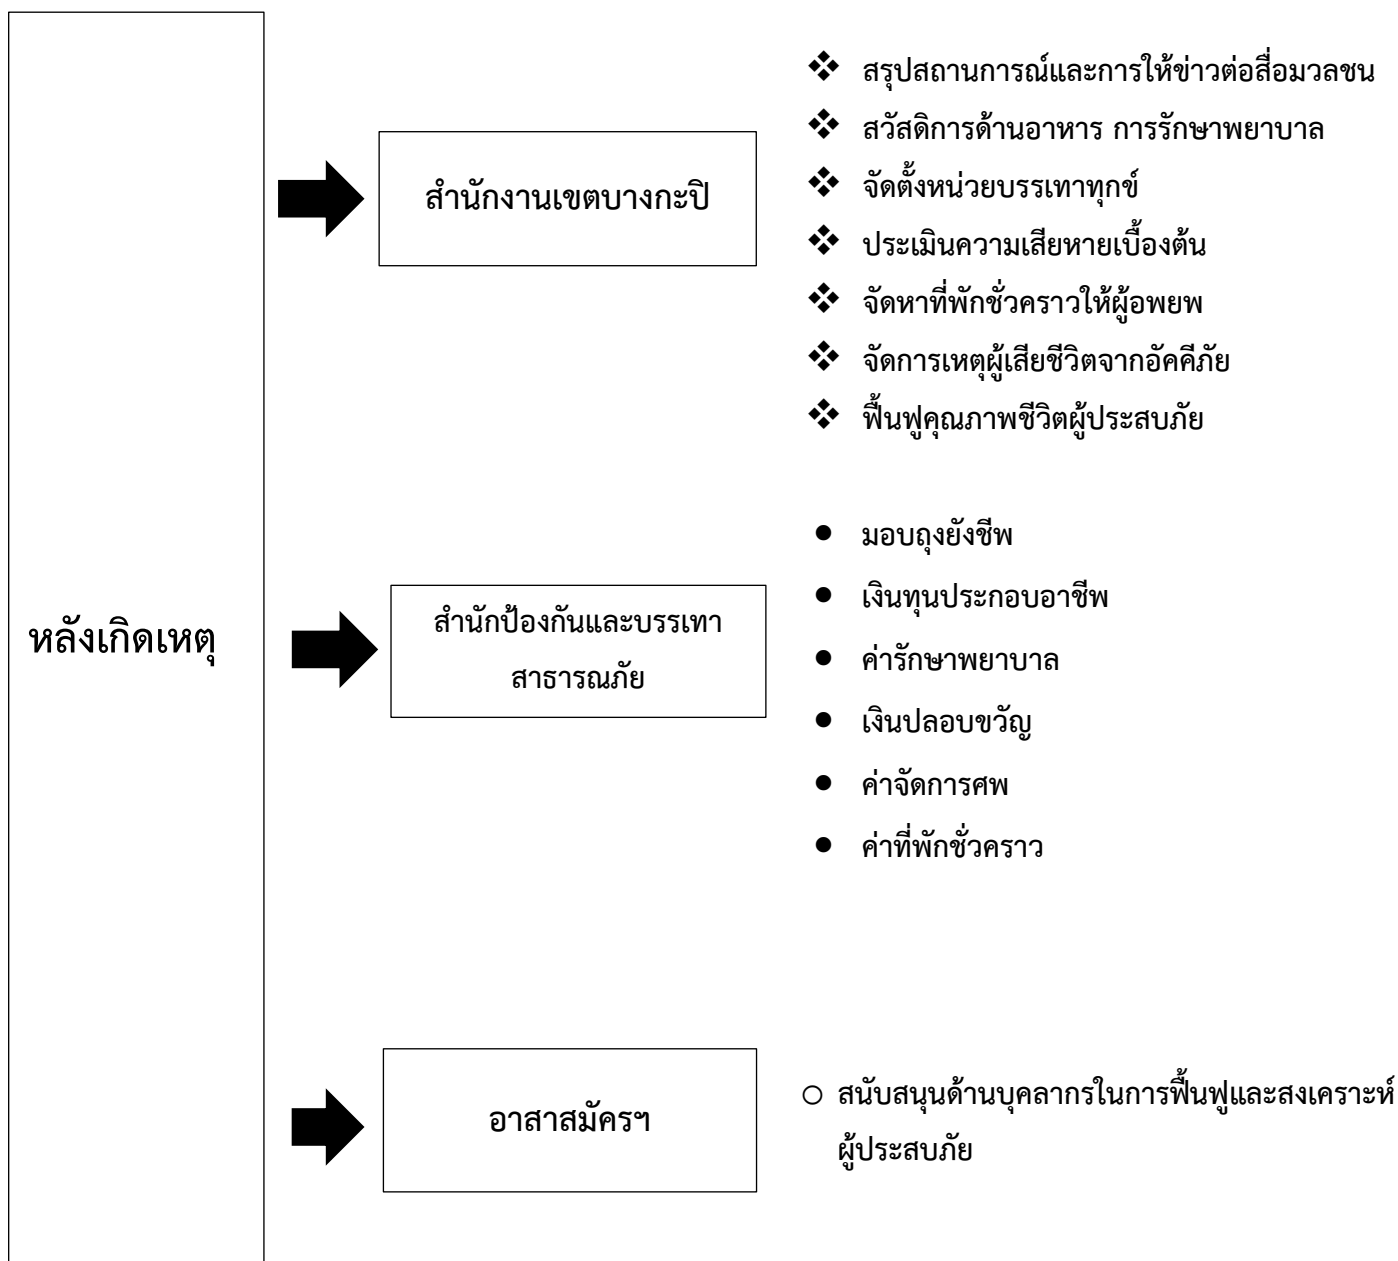 หลังเกิดเหตุ
สำนักงานเขตบางกะปิ
❖ สรุปสถานการณ์และการให้ข่าวต่อสื่อมวลชน
❖ สวัสดิการด้านอาหาร การรักษาพยาบาล
❖ จัดตั้งหน่วยบรรเทาทุกข์
❖ ประเมินความเสียหายเบื้องต้น
❖ จัดหาที่พักชั่วคราวให้ผู้อพยพ
❖ จัดการเหตุผู้เสียชีวิตจากอัคคีภัย
❖ ฟื้นฟูคุณภาพชีวิตผู้ประสบภัย
สำนักป้องกันและบรรเทา
สาธารณภัย
● มอบถุงยังชีพ
● เงินทุนประกอบอาชีพ
● ค่ารักษาพยาบาล
● เงินปลอบขวัญ
● ค่าจัดการศพ
● ค่าที่พักชั่วคราว
อาสาสมัครฯ
○ สนับสนุนด้านบุคลากรในการฟื้นฟูและสงเคราะห์
ผู้ประสบภัย